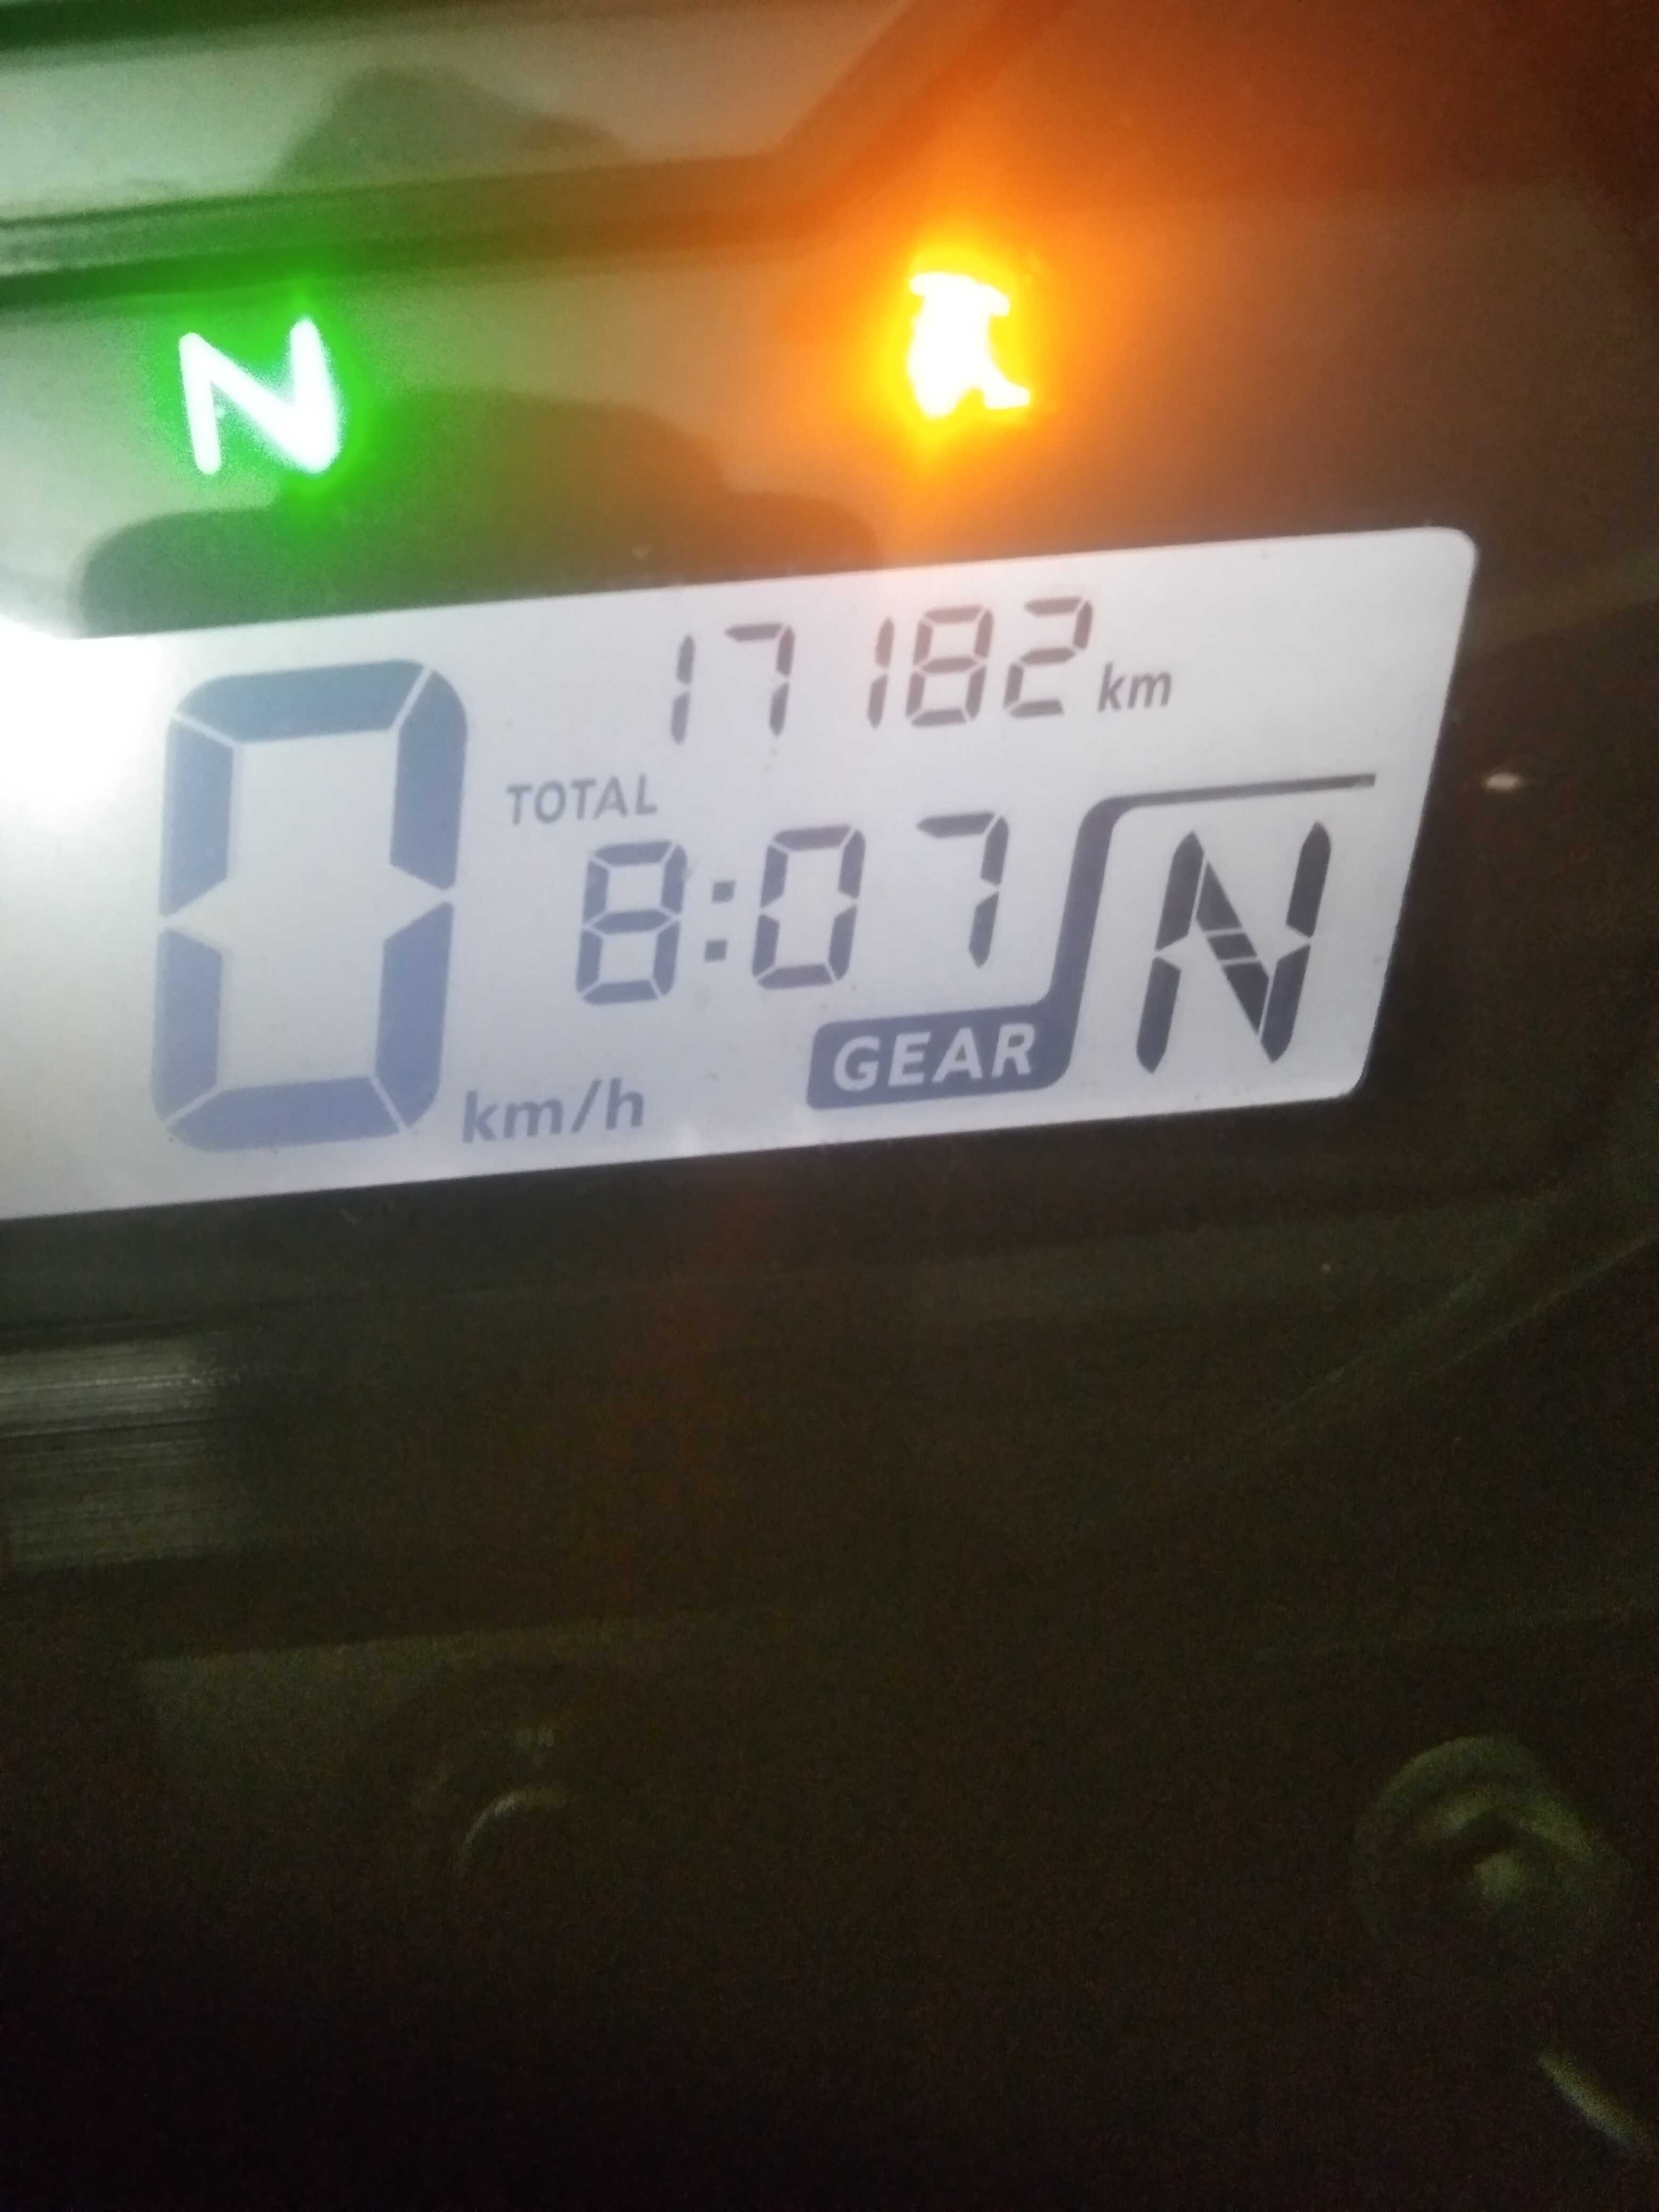 N
17182 km
TOTAL
8:07
0 km/h
GEAR N